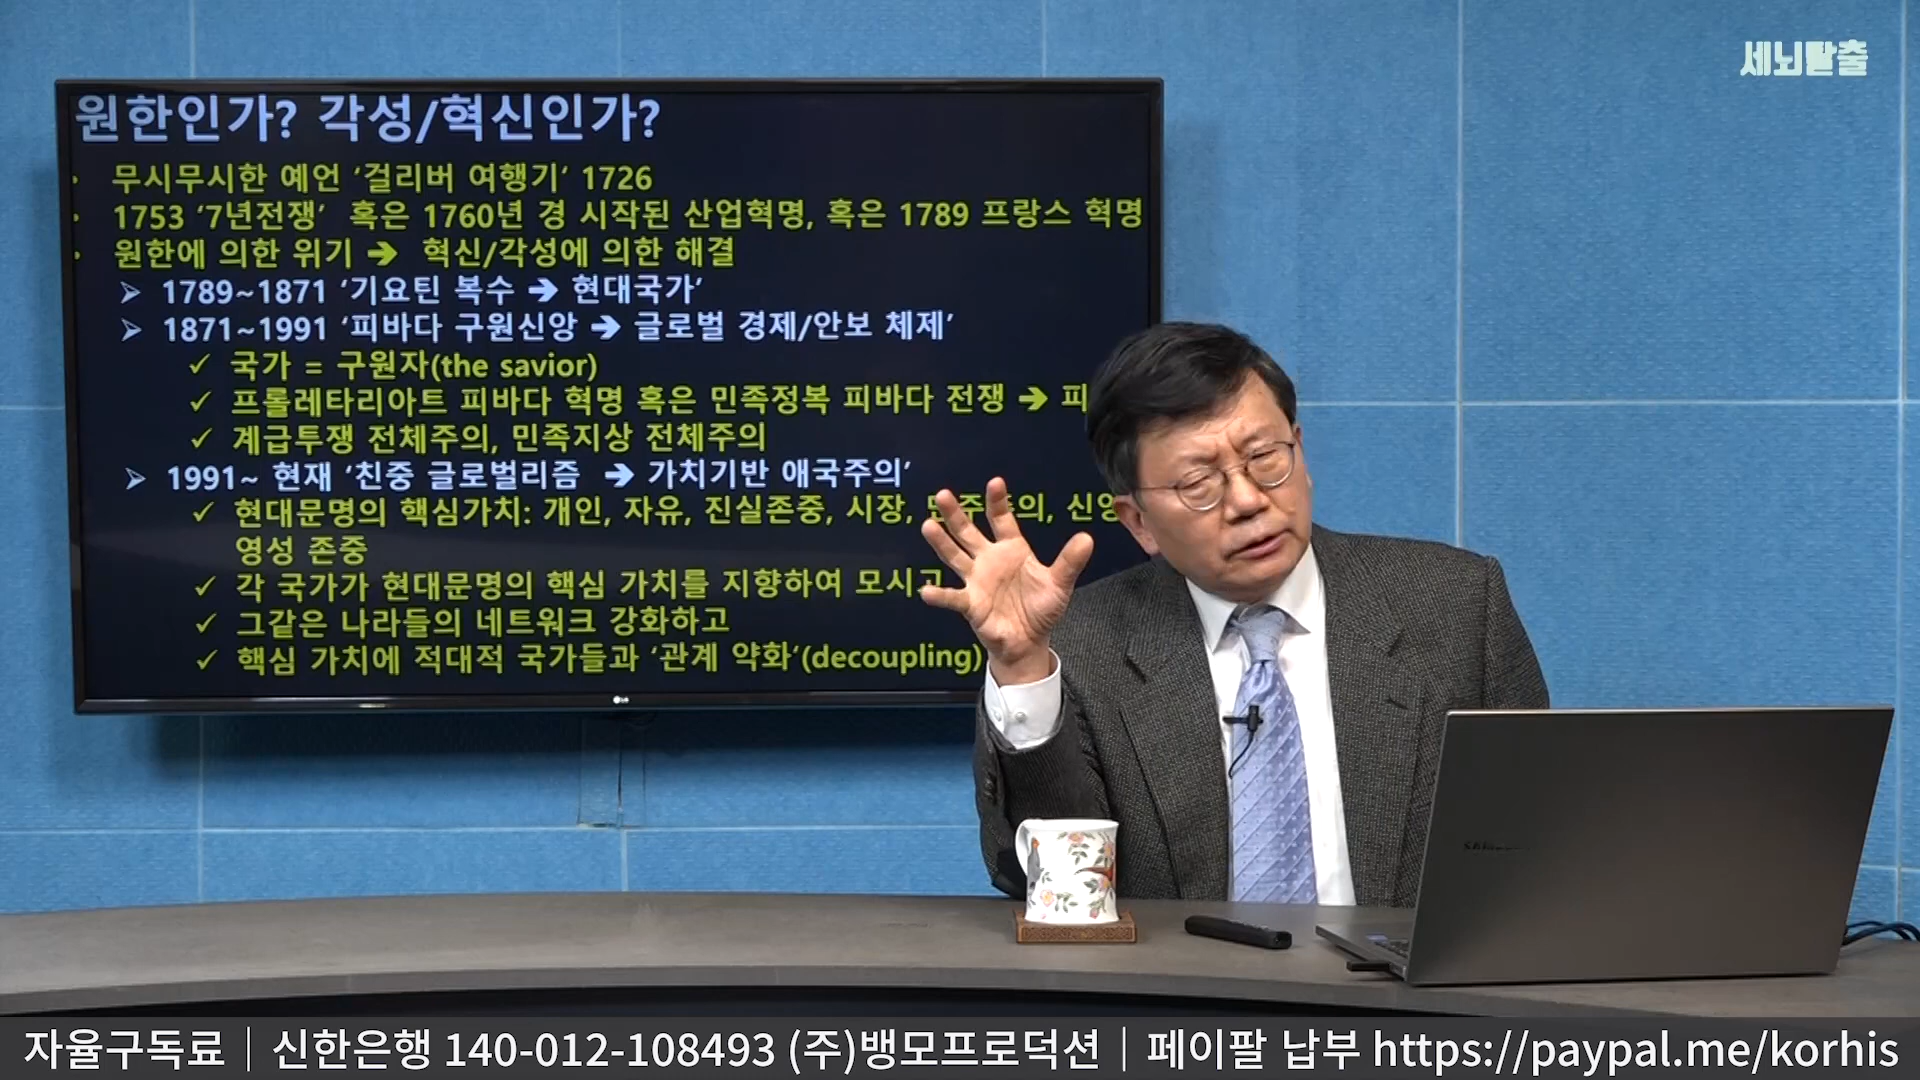 세뇌탈출
원한인가? 각성/혁신인가?
• 무시무시한 예언 ‘걸리버 여행기‘ 1726
• 1753 ‘7년전쟁’ 혹은 1760년 경 시작된 산업혁명, 혹은 1789 프랑스 혁명
• 원한에 의한 위기 ➔ 혁신/각성에 의한 해결
➢ 1789~1871 ‘기요틴 복수 ➔ 현대국가’
➢ 1871~1991 ‘피바다 구원신앙 ➔ 글로벌 경제/안보 체제’
✓ 국가 = 구원자(the savior)
✓ 프롤레타리아트 피바다 혁명 혹은 민족정복 피바다 전쟁 ➔ 피
✓ 계급투쟁 전체주의, 민족지상 전체주의
➢ 1991~ 현재 ‘친중 글로벌리즘 ➔ 가치기반 애국주의’
✓ 현대문명의 핵심가치: 개인, 자유, 진실존중, 시장, 민주주의, 신앙
영성 존중
✓ 각 국가가 현대문명의 핵심 가치를 지향하여 모시고
✓ 그같은 나라들의 네트워크 강화하고
✓ 핵심 가치에 적대적 국가들과 ‘관계 약화‘(decoupling)
LG
자율구독료│신한은행 140-012-108493 (주)뱅모프로덕션│페이팔 납부 https://paypal.me/korhis